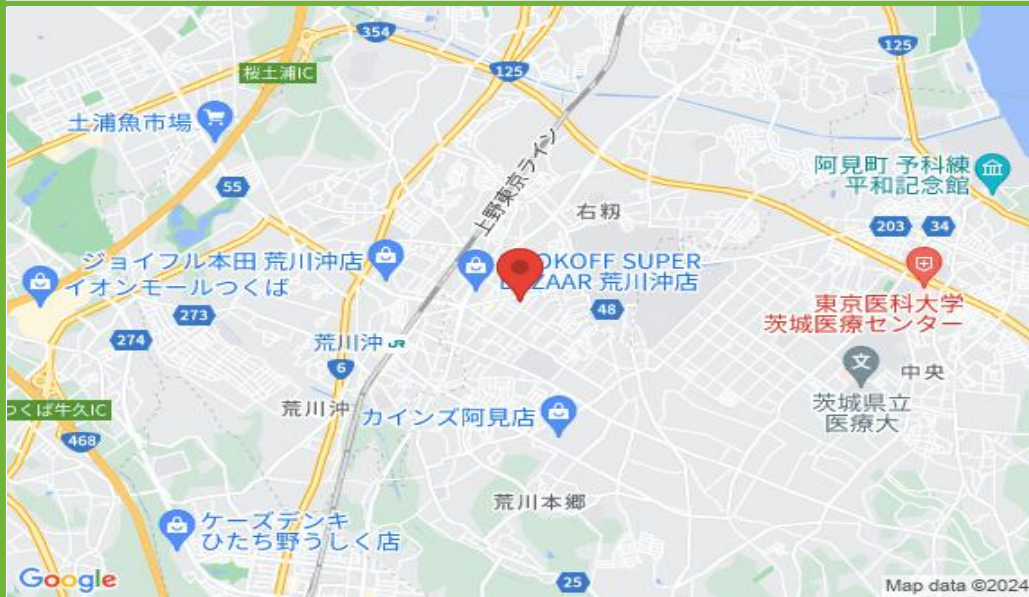 354
125
125
桜土浦IC
土浦魚市場
上野東京ライン
阿見町 予科練
平和記念館
55
右籾
203
34
ジョイフル本田 荒川沖店
イオンモールつくば
OKOFF SUPER
ZAAR 荒川沖店
東京医科大学
茨城医療センター
273
48
274
荒川沖 JR
6
中央
荒川沖
カインズ阿見店
茨城県立
医療大
つくば牛久IC
468
荒川本郷
ケーズデンキ
ひたち野うしく店
25
Google
Map data ©2024